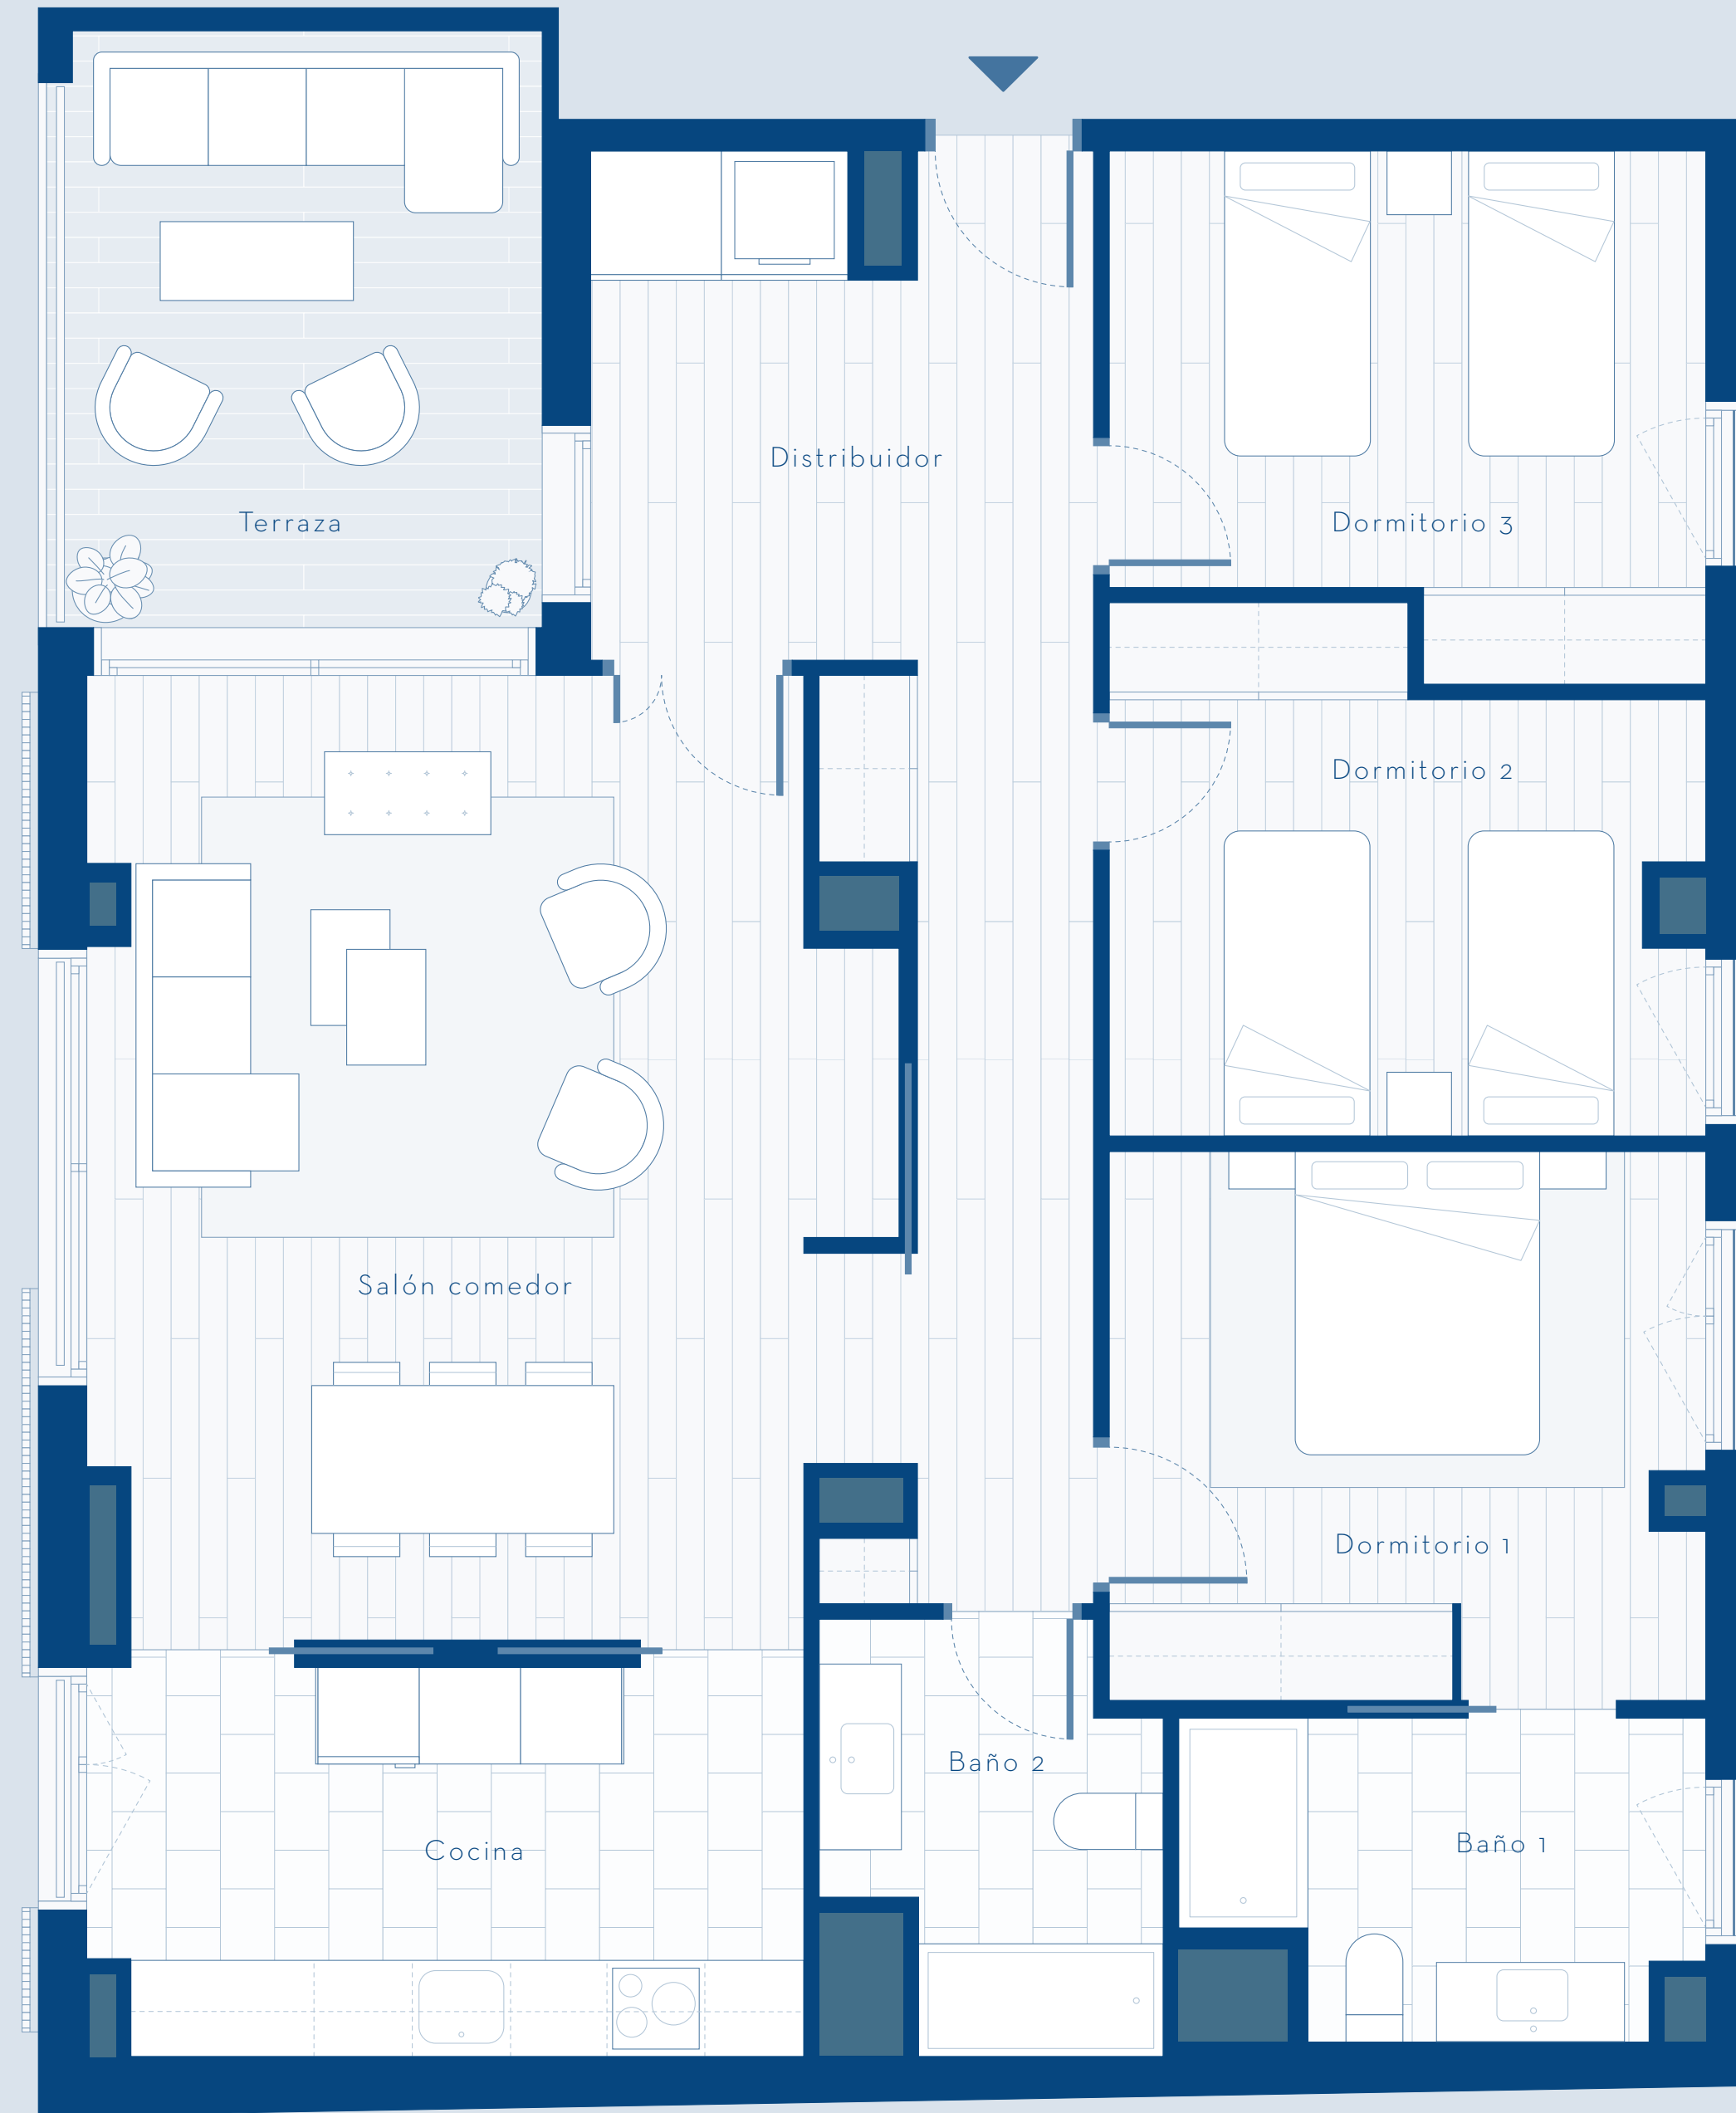 Distribuidor
Terraza
Dormitorio 3
Dormitorio 2
Salón comedor
Dormitorio 1
Baño 2
Baño 1
Cocina